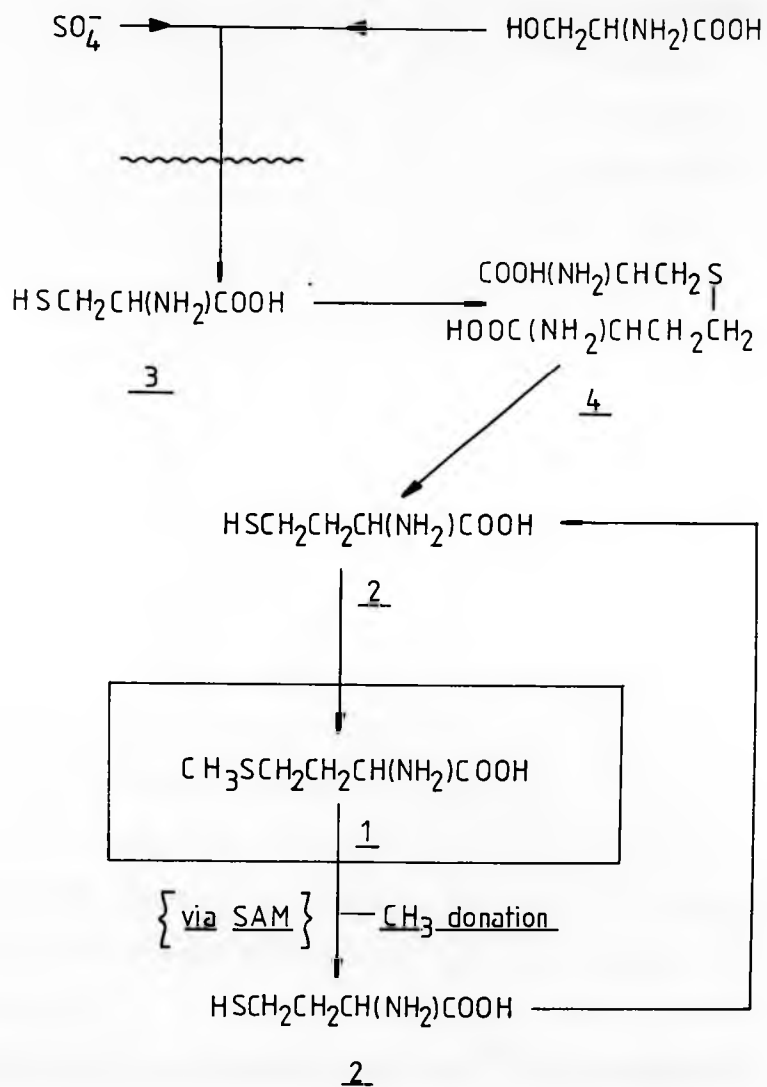 SO₄⁻ HOCH₂CH(NH₂)COOH
HSCH₂CH(NH₂)COOH
3
COOH(NH₂)CHCH₂S
HOOC(NH₂)CHCH₂CH₂
4
HSCH₂CH₂CH(NH₂)COOH
2
CH₃SCH₂CH₂CH(NH₂)COOH
1
{via SAM} CH₃ donation
HSCH₂CH₂CH(NH₂)COOH
2